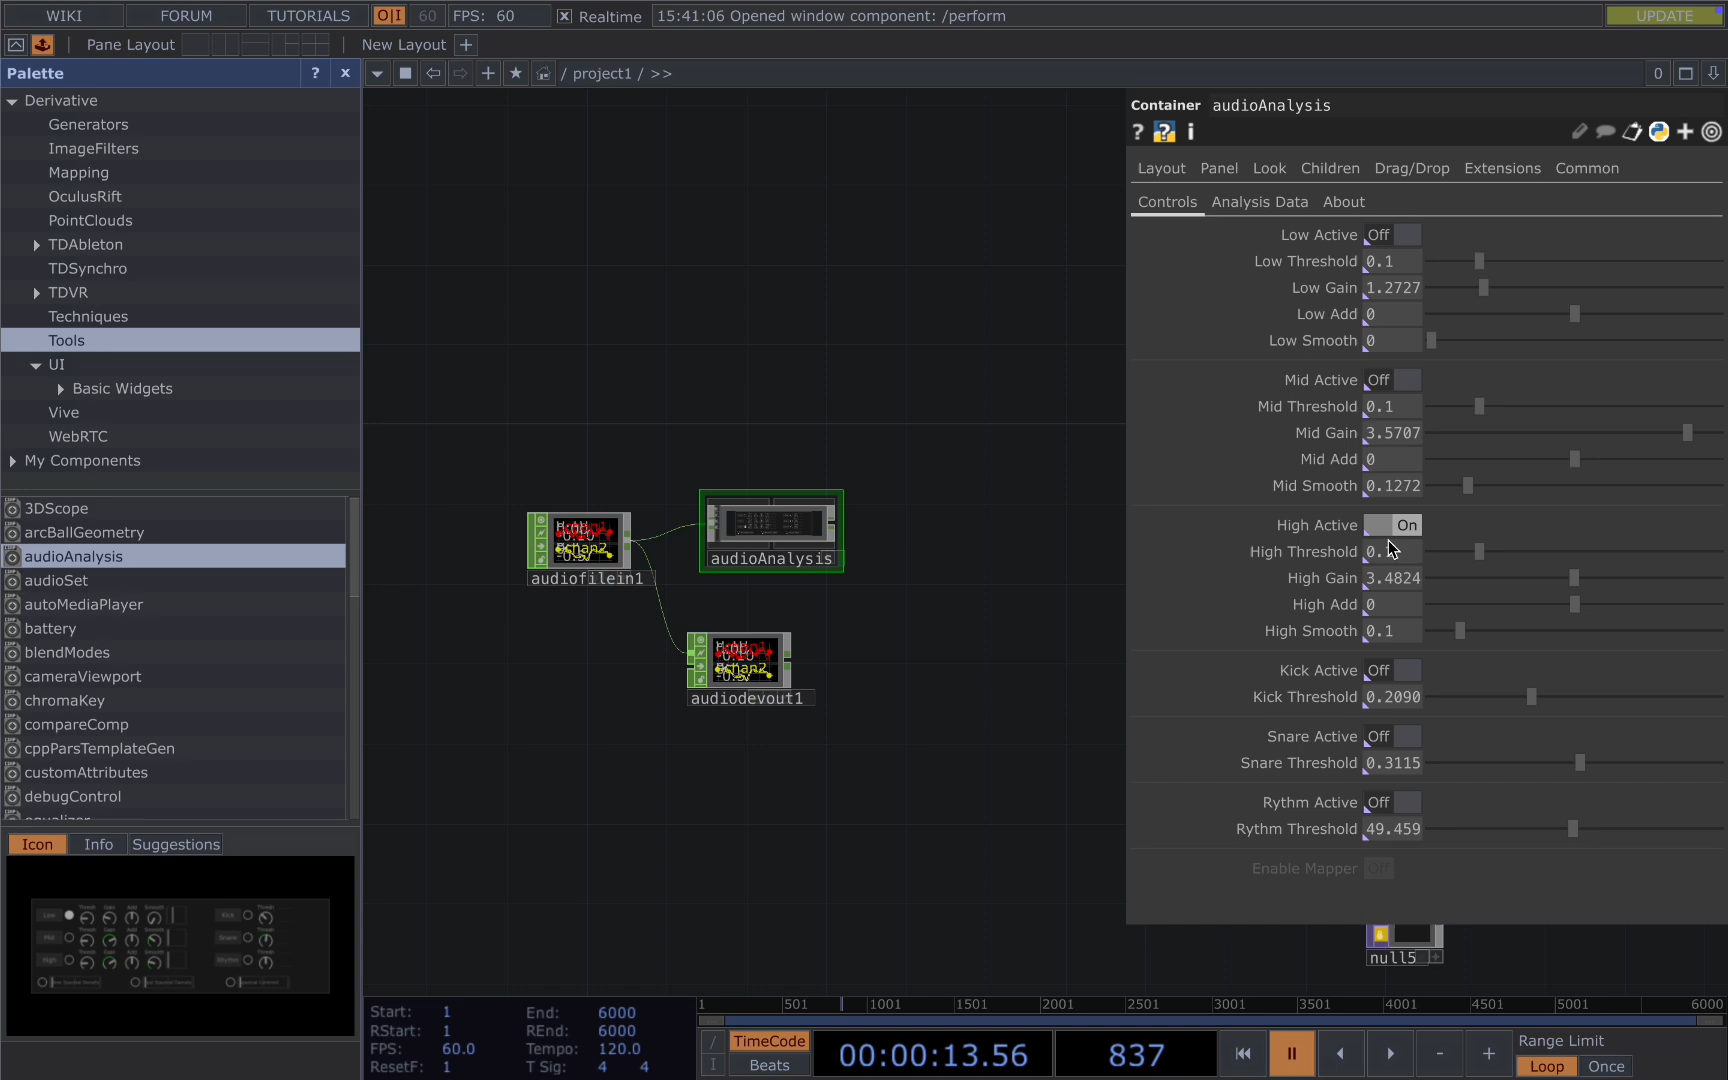 WIKI FORUM TUTORIALS O|I 60 FPS: 60 Realtime 15:41:06 Opened window component: /perform UPDATE
Pane Layout New Layout +
Palette ? x / project1 / >> 0
Derivative
Generators
ImageFilters
Mapping
OculusRift
PointClouds
TDAbleton
TDSynchro
TDVR
Techniques
Tools
UI
Basic Widgets
Vive
WebRTC
My Components
3DScope
arcBallGeometry
audioAnalysis
audioSet
autoMediaPlayer
battery
blendModes
cameraViewport
chromaKey
compareComp
cppParsTemplateGen
customAttributes
debugControl
Icon Info Suggestions
audiofilein1
audioAnalysis
audiodevout1
Container audioAnalysis
? ? i
Layout Panel Look Children Drag/Drop Extensions Common
Controls Analysis Data About
Low Active Off
Low Threshold 0.1
Low Gain 1.2727
Low Add 0
Low Smooth 0
Mid Active Off
Mid Threshold 0.1
Mid Gain 3.5707
Mid Add 0
Mid Smooth 0.1272
High Active On
High Threshold
High Gain 3.4824
High Add 0
High Smooth 0.1
Kick Active Off
Kick Threshold 0.2090
Snare Active Off
Snare Threshold 0.3115
Rythm Active Off
Rythm Threshold 49.459
Enable Mapper Off
null5
Start: 1 End: 6000
RStart: 1 REnd: 6000
FPS: 60.0 Tempo: 120.0
ResetF: 1 T Sig: 4 4
1 501 1001 1501 2001 2501 3001 3501 4001 4501 5001 6000
TimeCode
Beats
00:00:13.56 837
- +
Range Limit
Loop Once